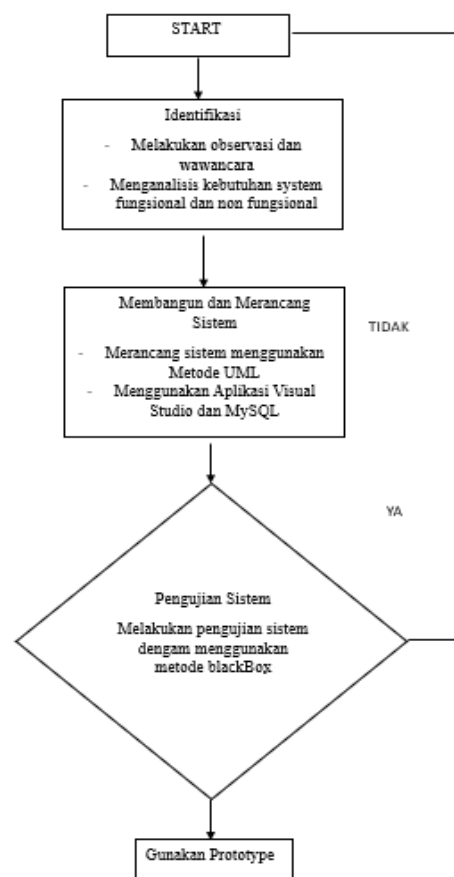 START
Identifikasi
- Melakukan observasi dan
wawancara
- Menganalisis kebutuhan system
fungsional dan non fungsional
Membangun dan Merancang
Sistem
- Merancang sistem menggunakan
Metode UML
- Menggunakan Aplikasi Visual
Studio dan MySQL
TIDAK
YA
Pengujian Sistem
Melakukan pengujian sistem
dengam menggunakan
metode blackBox
Gunakan Prototype